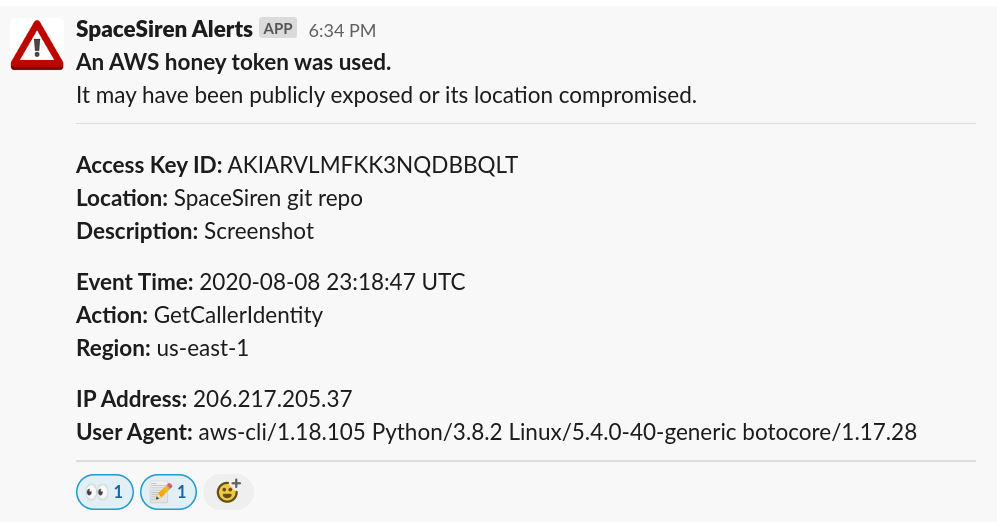 SpaceSiren Alerts APP 6:34 PM
An AWS honey token was used.
It may have been publicly exposed or its location compromised.
Access Key ID: AKIARVLMFKK3NQDBBQLT
Location: SpaceSiren git repo
Description: Screenshot
Event Time: 2020-08-08 23:18:47 UTC
Action: GetCallerIdentity
Region: us-east-1
IP Address: 206.217.205.37
User Agent: aws-cli/1.18.105 Python/3.8.2 Linux/5.4.0-40-generic botocore/1.17.28
1 1